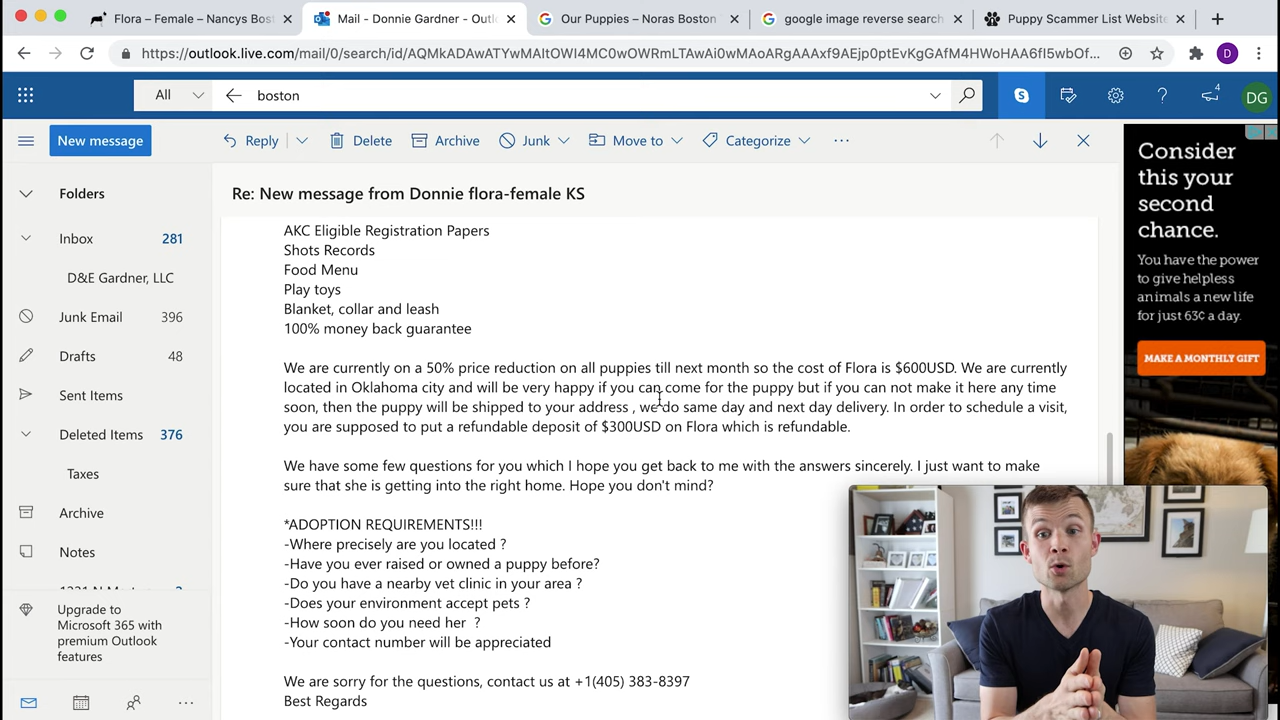 Flora – Female – Nancys Bost
Mail - Donnie Gardner - Outlo
Our Puppies – Noras Boston
google image reverse search
Puppy Scammer List Website
https://outlook.live.com/mail/0/search/id/AQMkADAwATYwMAItOWI4MC0wOWRmLTAwAi0wMAoARgAAAxf9AEjp0ptEvKgGAfM4HWoHAA6fI5wbOf...
D
All
boston
4
DG
New message
Reply
Delete
Archive
Junk
Move to
Categorize
Folders
Inbox 281
D&E Gardner, LLC
Junk Email 396
Drafts 48
Sent Items
Deleted Items 376
Taxes
Archive
Notes
Upgrade to
Microsoft 365 with
premium Outlook
features
Re: New message from Donnie flora-female KS
AKC Eligible Registration Papers
Shots Records
Food Menu
Play toys
Blanket, collar and leash
100% money back guarantee
We are currently on a 50% price reduction on all puppies till next month so the cost of Flora is $600USD. We are currently
located in Oklahoma city and will be very happy if you can come for the puppy but if you can not make it here any time
soon, then the puppy will be shipped to your address , we do same day and next day delivery. In order to schedule a visit,
you are supposed to put a refundable deposit of $300USD on Flora which is refundable.
We have some few questions for you which I hope you get back to me with the answers sincerely. I just want to make
sure that she is getting into the right home. Hope you don't mind?
*ADOPTION REQUIREMENTS!!!
-Where precisely are you located ?
-Have you ever raised or owned a puppy before?
-Do you have a nearby vet clinic in your area ?
-Does your environment accept pets ?
-How soon do you need her ?
-Your contact number will be appreciated
We are sorry for the questions, contact us at +1(405) 383-8397
Best Regards
Consider
this your
second
chance.
You have the power
to give helpless
animals a new life
for just 63¢ a day.
MAKE A MONTHLY GIFT